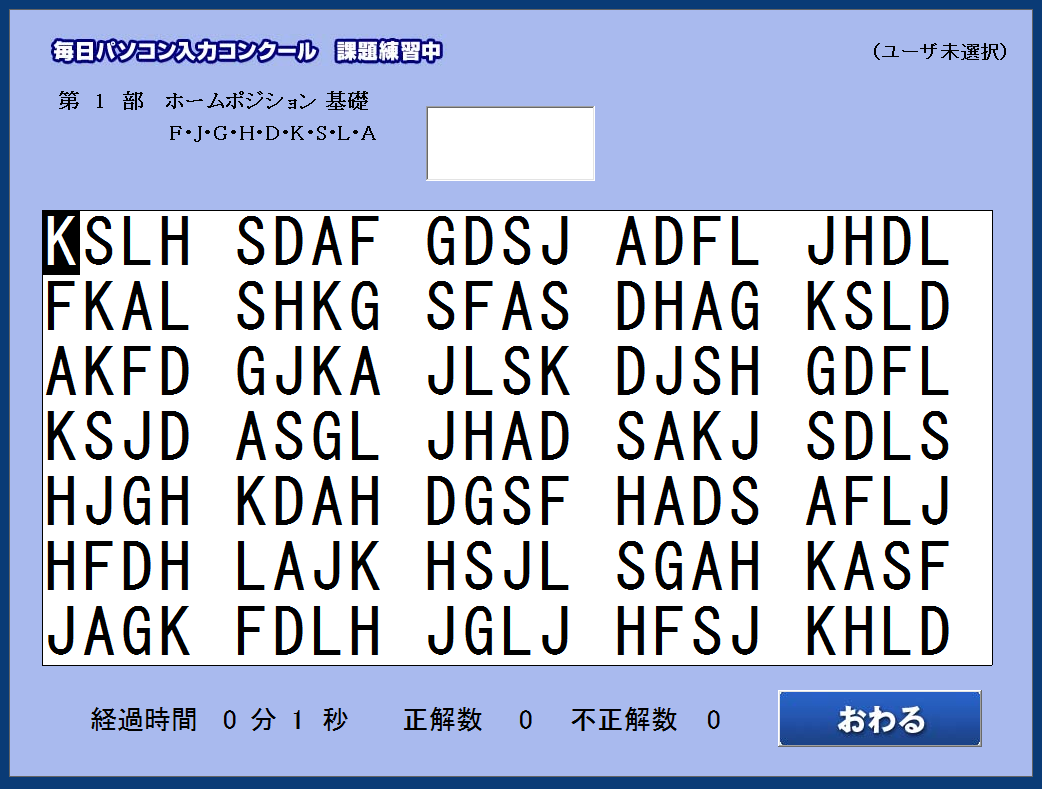 毎日パソコン入力コンクール 課題練習中
(ユーザ未選択)
第 1 部 ホームポジション 基礎
F・J・G・H・D・K・S・L・A
KSLH SDAF GDSJ ADFL JHDL
FKAL SHKG SFAS DHAG KSLD
AKFD GJKA JLSK DJSH GDFL
KSJD ASGL JHAD SAKJ SDLS
HJGH KDAH DGSF HADS AFLJ
HFDH LAJK HSJL SGAH KASF
JAGK FDLH JGLJ HFSJ KHLD
経過時間 0 分 1 秒 正解数 0 不正解数 0
おわる